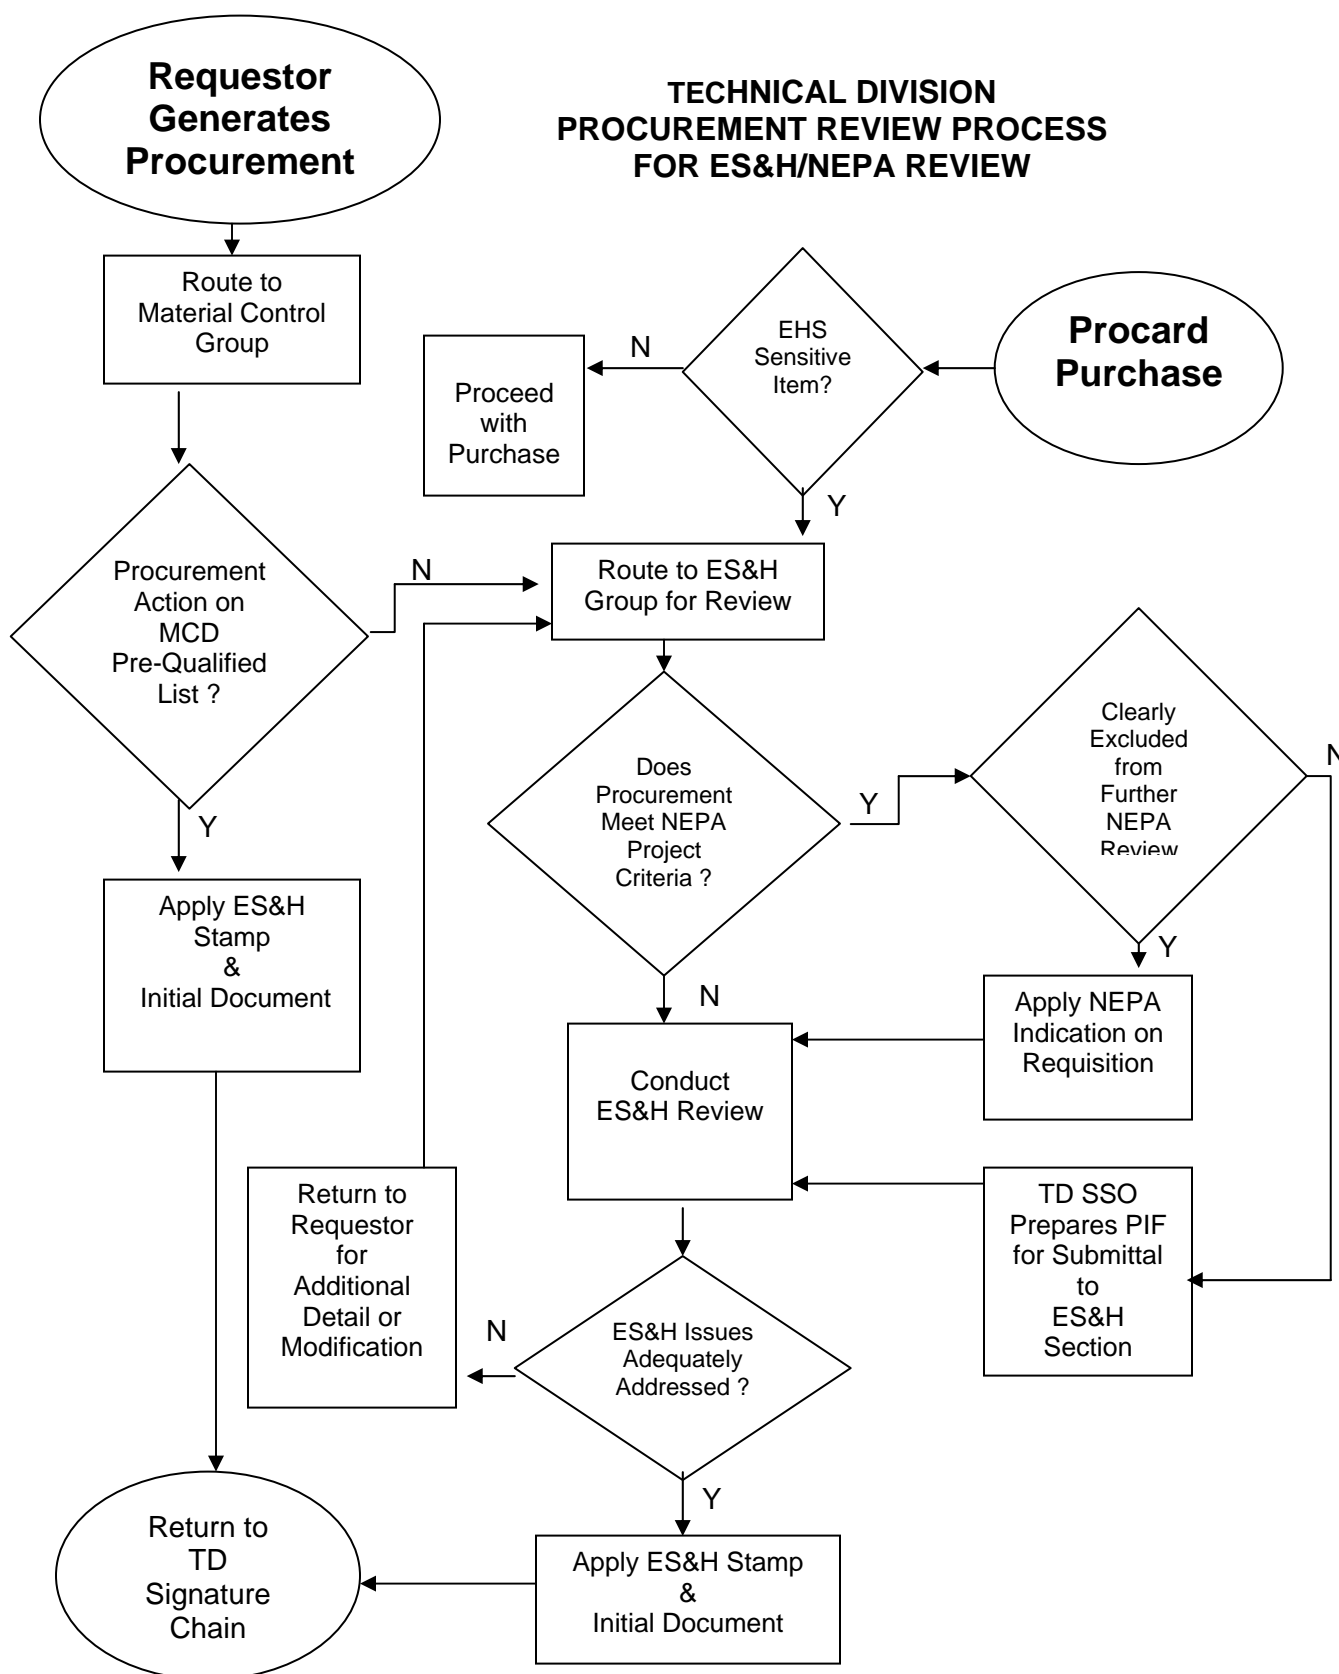 Requestor
Generates
Procurement
TECHNICAL DIVISION
PROCUREMENT REVIEW PROCESS
FOR ES&H/NEPA REVIEW
Route to
Material Control
Group
EHS
Sensitive
Item?
N
Procard
Purchase
Proceed
with
Purchase
Y
Procurement
Action on
MCD
Pre-Qualified
List ?
N
Route to ES&H
Group for Review
Does
Procurement
Meet NEPA
Project
Criteria ?
Y
Clearly
Excluded
from
Further
NEPA
Review
N
Y
Apply ES&H
Stamp
&
Initial Document
Y
N
Apply NEPA
Indication on
Requisition
Conduct
ES&H Review
Return to
Requestor
for
Additional
Detail or
Modification
TD SSO
Prepares PIF
for Submittal
to
ES&H
Section
N
ES&H Issues
Adequately
Addressed ?
Y
Return to
TD
Signature
Chain
Apply ES&H Stamp
&
Initial Document